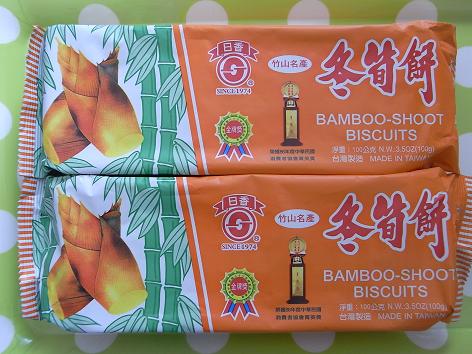 日香
SINCE1974
®
竹山名產
冬筍餅
BAMBOO-SHOOT
BISCUITS
金牌獎
淨重：100公克 N.W.:3.5OZ(100g)
台灣製造 MADE IN TAIWAN
日香
SINCE1974
®
竹山名產
冬筍餅
BAMBOO-SHOOT
BISCUITS
金牌獎
淨重：100公克 N.W.:3.5OZ(100g)
台灣製造 MADE IN TAIWAN